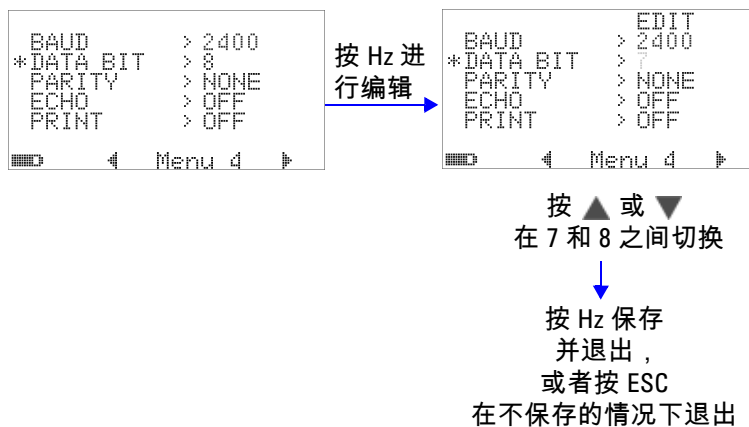 BAUD > 2400
*DATA BIT > 8
PARITY > NONE
ECHO > OFF
PRINT > OFF
Menu 4
按 Hz 进
行编辑
EDIT
BAUD > 2400
*DATA BIT > 7
PARITY > NONE
ECHO > OFF
PRINT > OFF
Menu 4
按 ▲ 或 ▼
在 7 和 8 之间切换
按 Hz 保存
并退出，
或者按 ESC
在不保存的情况下退出